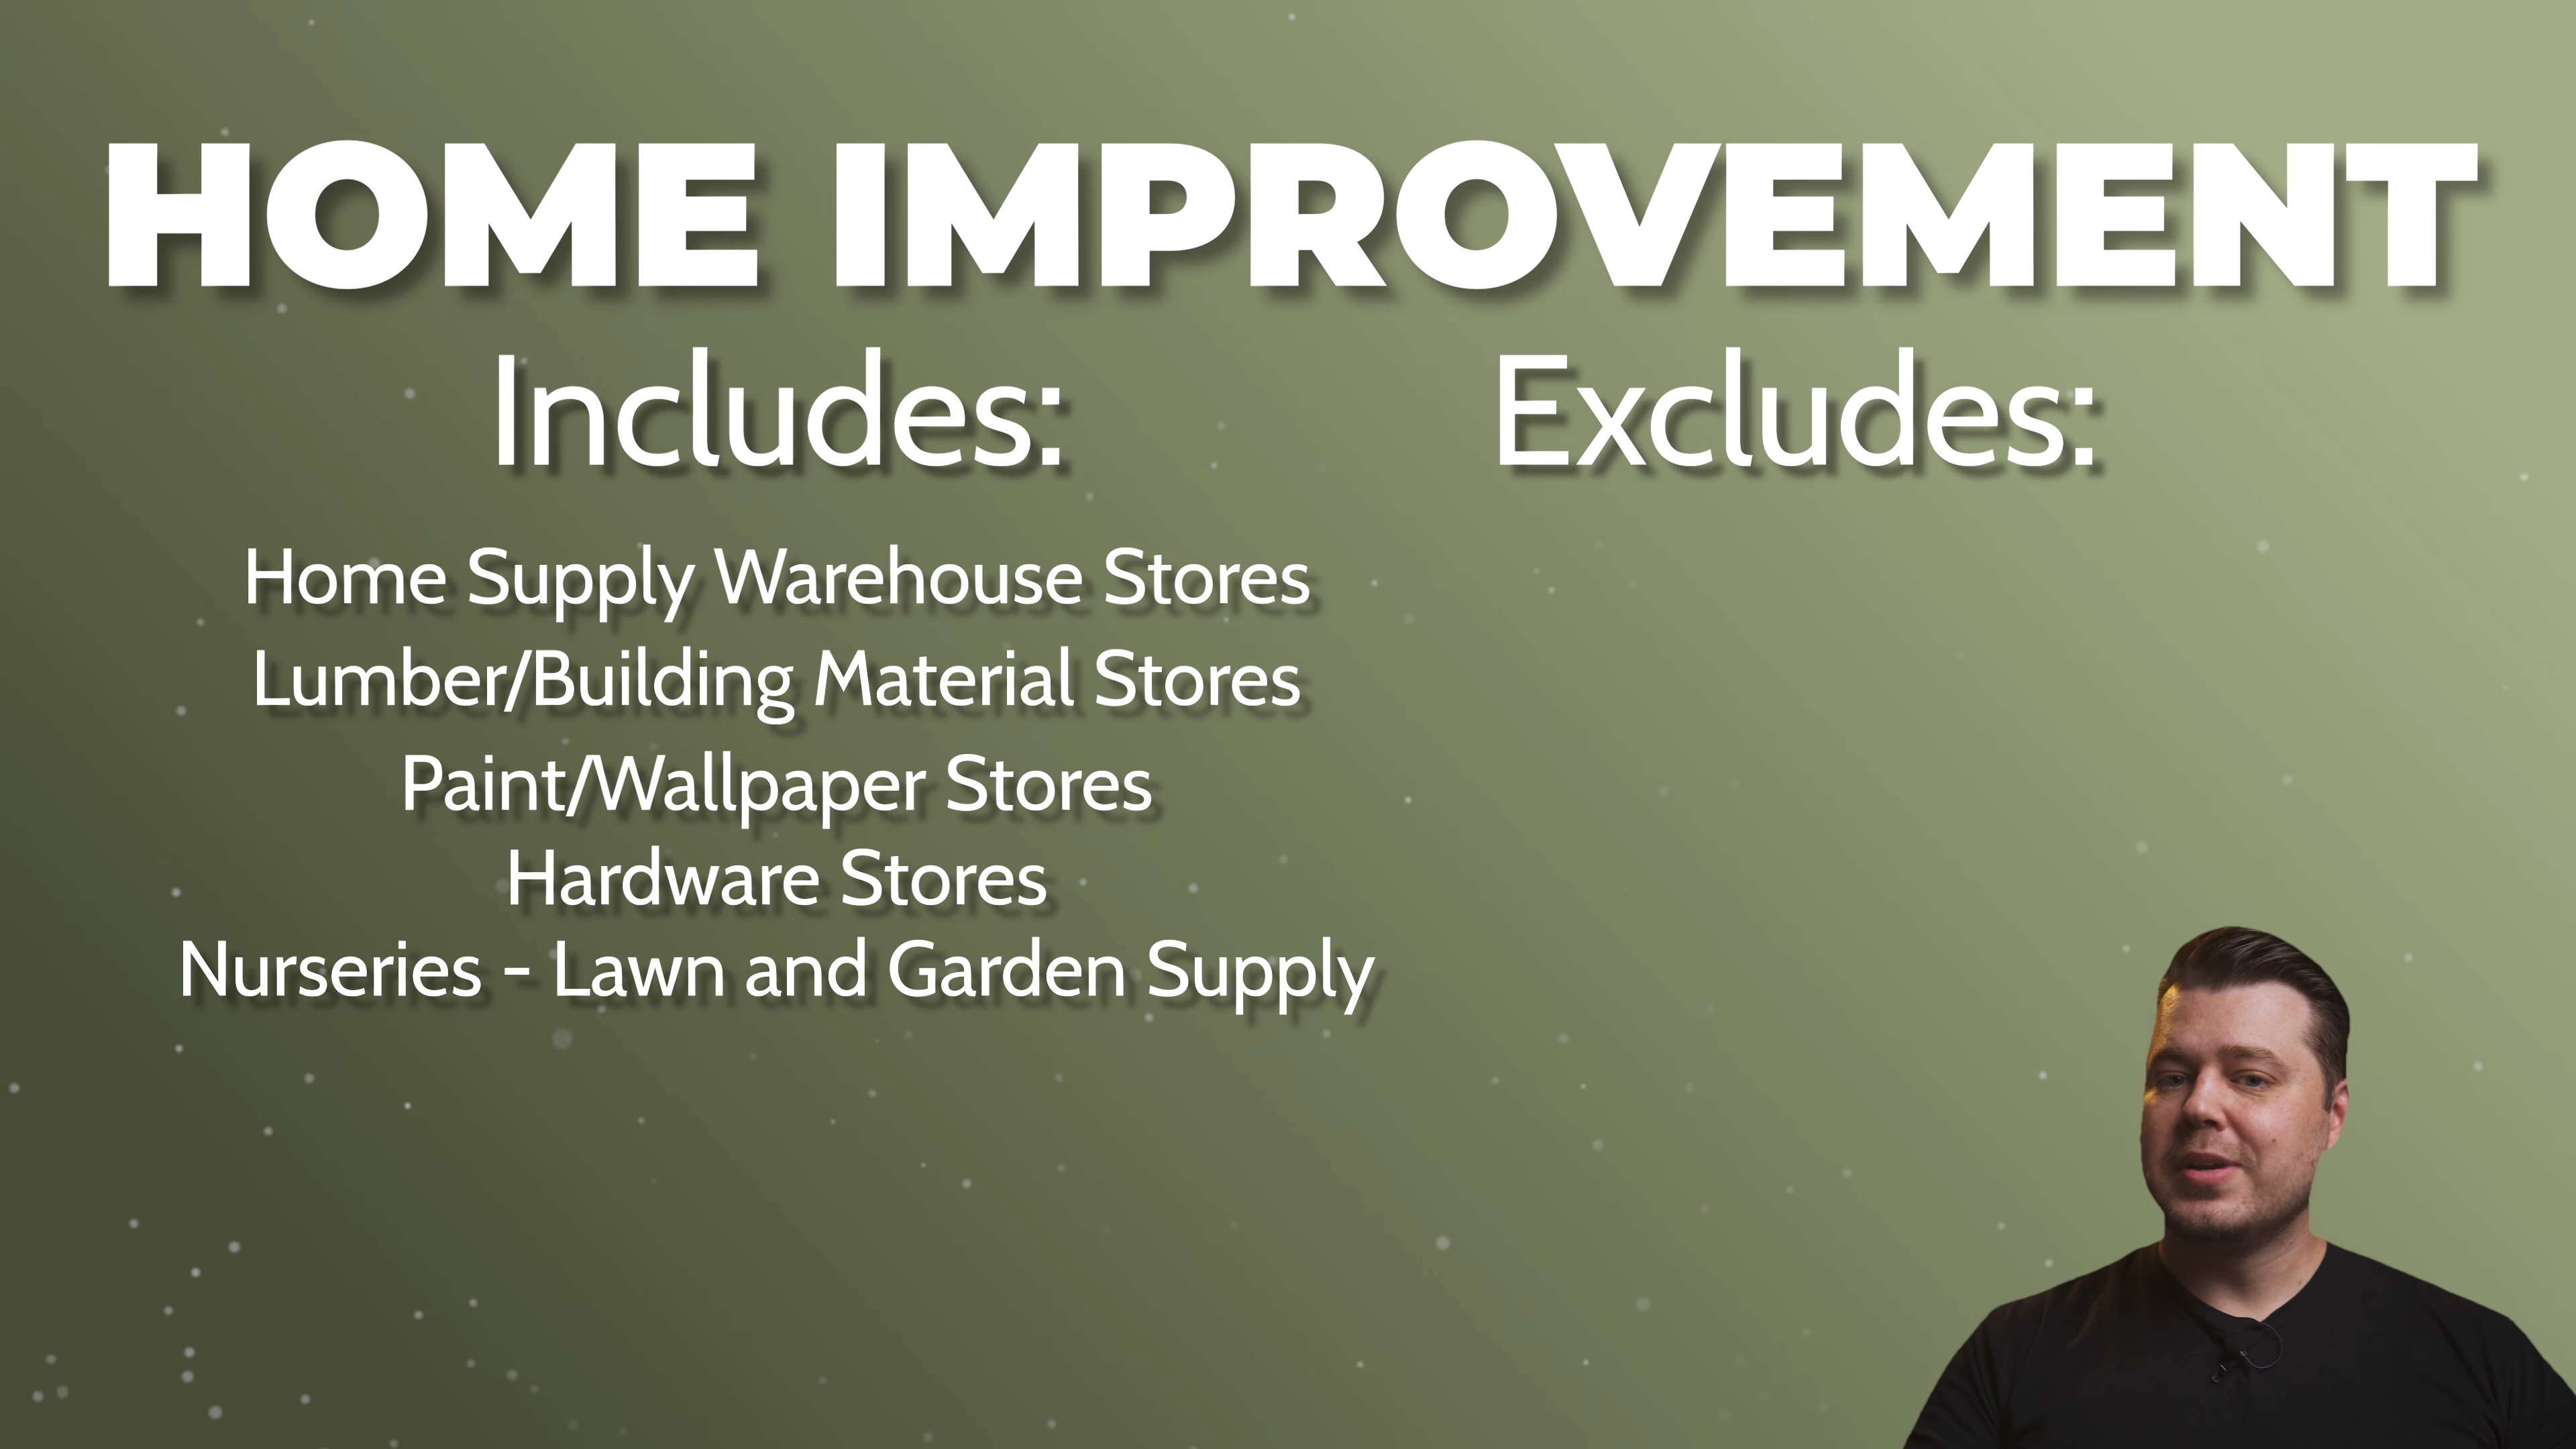 HOME IMPROVEMENT
Includes:
Excludes:
Home Supply Warehouse Stores
Lumber/Building Material Stores
Paint/Wallpaper Stores
Hardware Stores
Nurseries - Lawn and Garden Supply